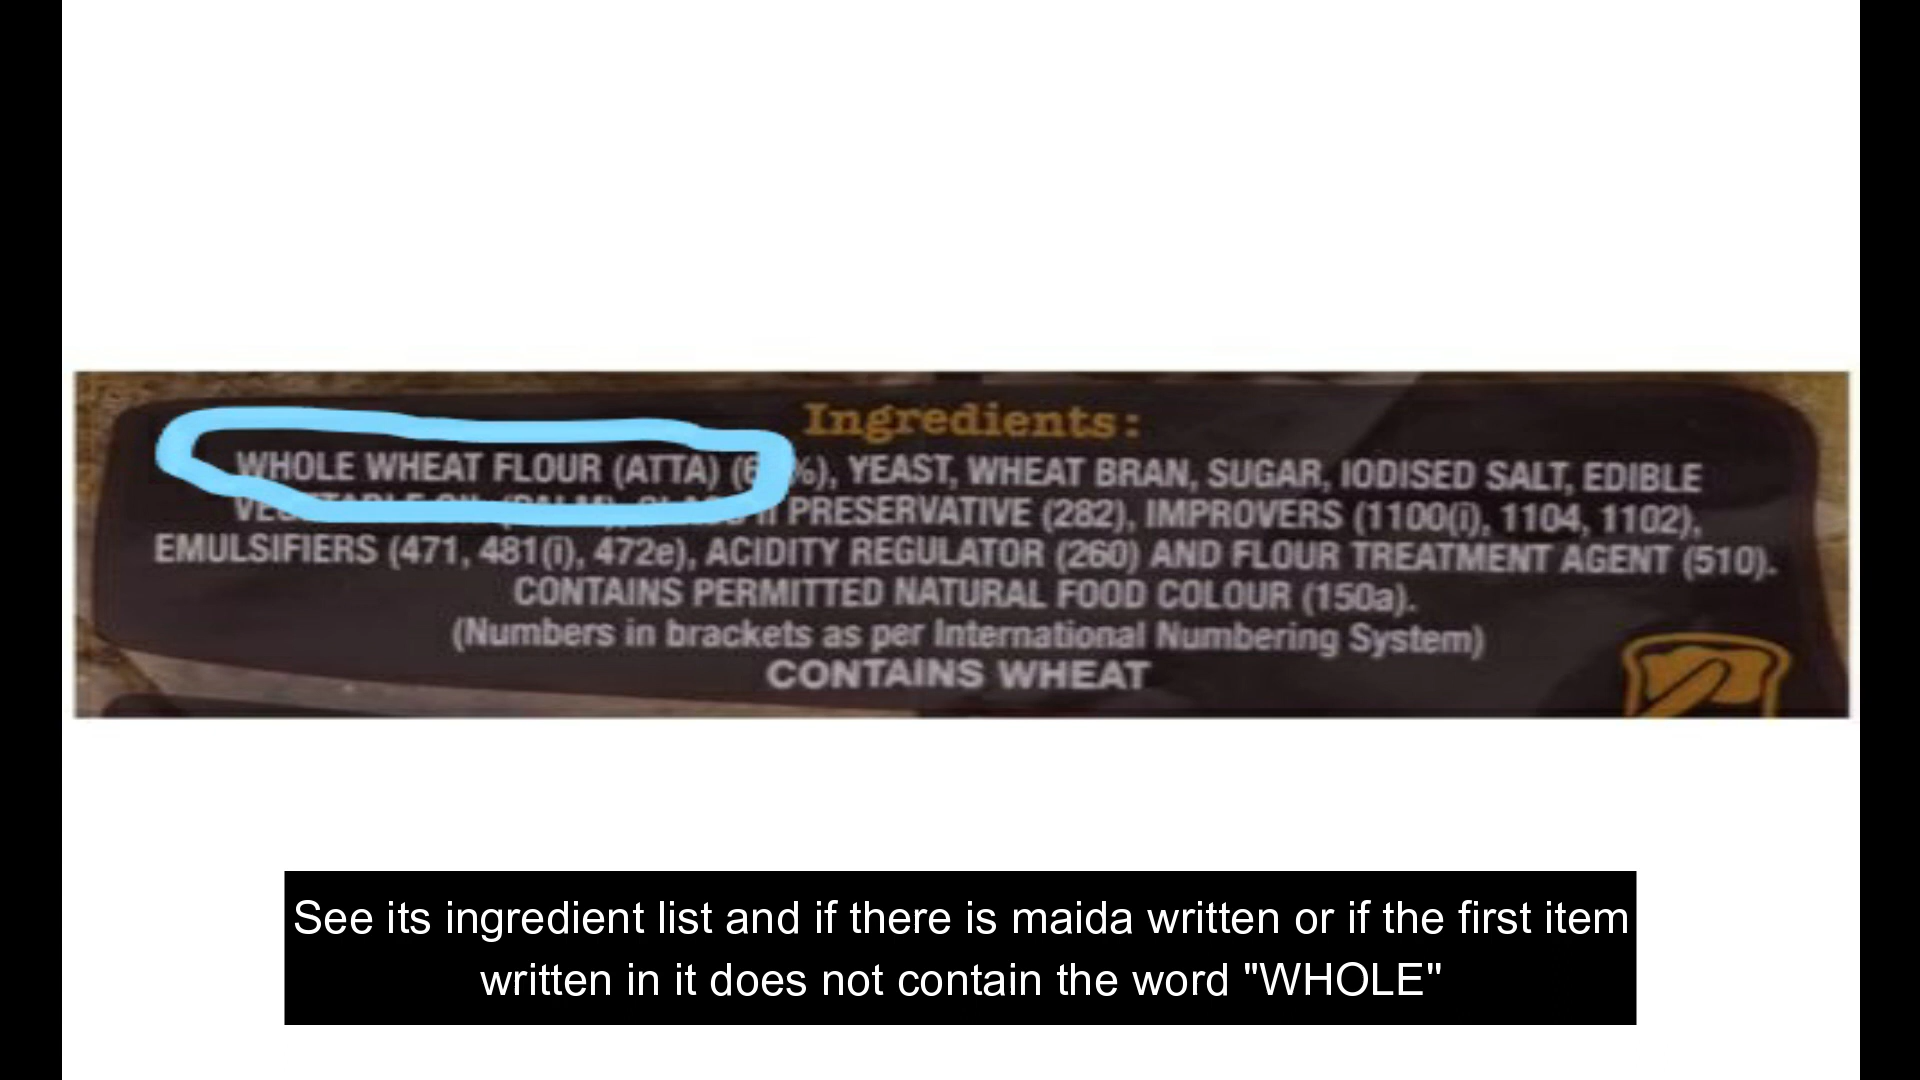 Ingredients:
WHOLE WHEAT FLOUR (ATTA) (6 %), YEAST, WHEAT BRAN, SUGAR, IODISED SALT, EDIBLE
PRESERVATIVE (282), IMPROVERS (1100(i), 1104, 1102),
EMULSIFIERS (471, 481(i), 472e), ACIDITY REGULATOR (260) AND FLOUR TREATMENT AGENT (510).
CONTAINS PERMITTED NATURAL FOOD COLOUR (150a).
(Numbers in brackets as per International Numbering System)
CONTAINS WHEAT
See its ingredient list and if there is maida written or if the first item
written in it does not contain the word "WHOLE"